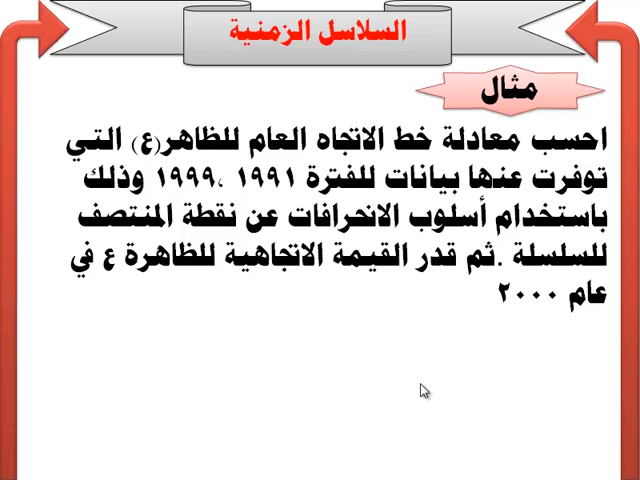 السلاسل الزمنية
مثال
احسب معادلة خط الاتجاه العام للظاهر(ع) التي
توفرت عنها بيانات للفترة ١٩٩١ ،١٩٩٩ وذلك
باستخدام أسلوب الانحرافات عن نقطة المنتصف
للسلسلة .ثم قدر القيمة الاتجاهية للظاهرة ع في
عام ٢٠٠٠